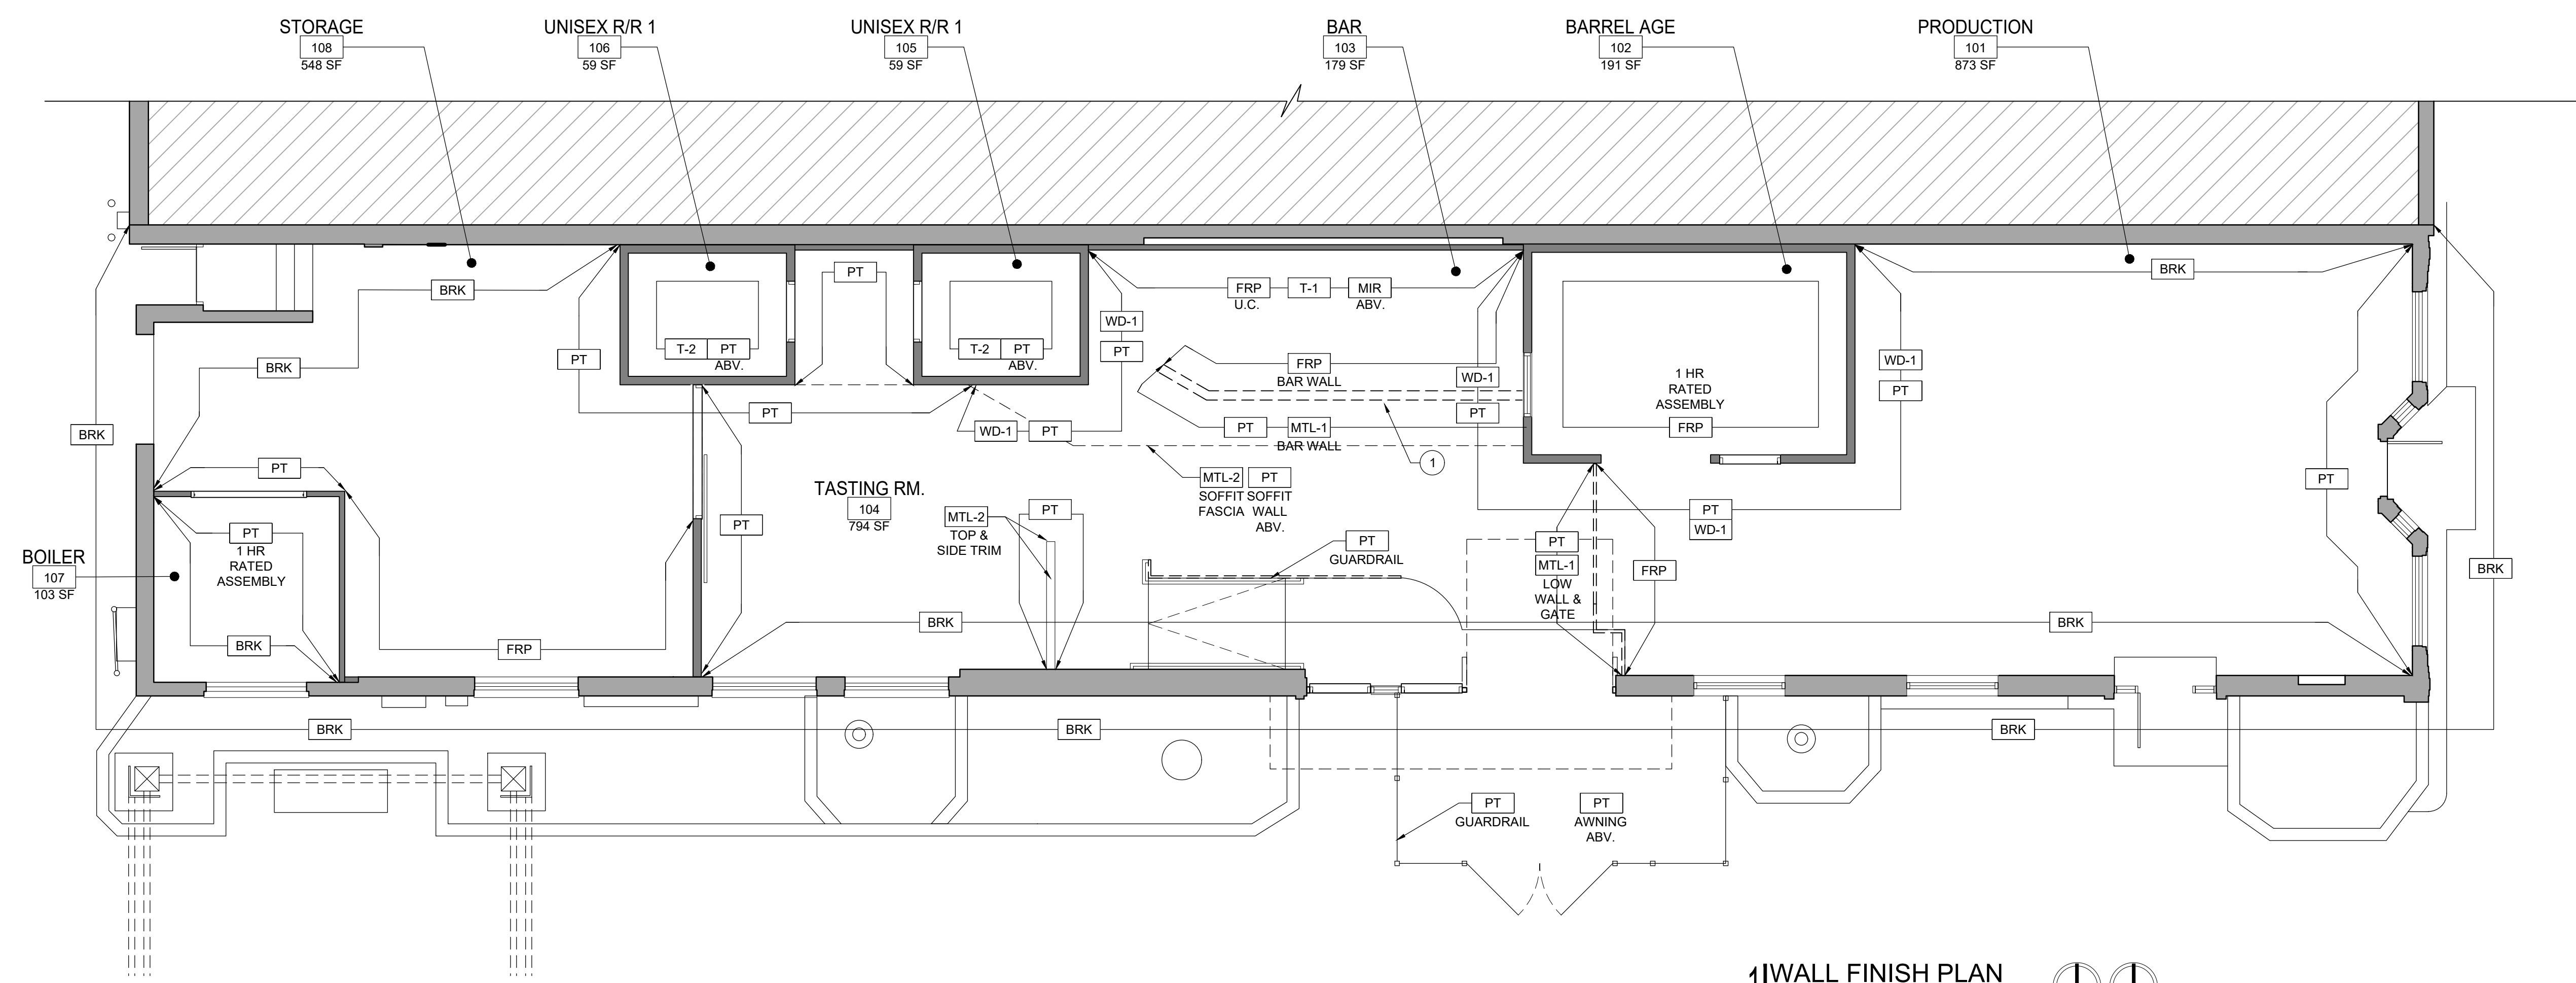 STORAGE
108
548 SF
UNISEX R/R 1
106
59 SF
UNISEX R/R 1
105
59 SF
BAR
103
179 SF
BARREL AGE
102
191 SF
PRODUCTION
101
873 SF
BRK
PT
BRK
FRP
U.C.
T-1
MIR
ABV.
BRK
WD-1
PT
T-2 PT
ABV.
T-2 PT
ABV.
PT
WD-1
PT
BRK
FRP
BAR WALL
WD-1
PT
1 HR
RATED
ASSEMBLY
FRP
PT
WD-1 PT
PT MTL-1
BAR WALL
1
BRK
PT
MTL-2 PT
SOFFIT SOFFIT
FASCIA WALL
ABV.
PT
TASTING RM.
104
794 SF
MTL-2
TOP &
SIDE TRIM
PT
PT
WD-1
PT
PT
1 HR
RATED
ASSEMBLY
PT
GUARDRAIL
PT
MTL-1
LOW
WALL &
GATE
FRP
BRK
BOILER
107
103 SF
BRK
FRP
BRK
BRK
BRK
BRK
BRK
PT
GUARDRAIL
PT
AWNING
ABV.
1 WALL FINISH PLAN